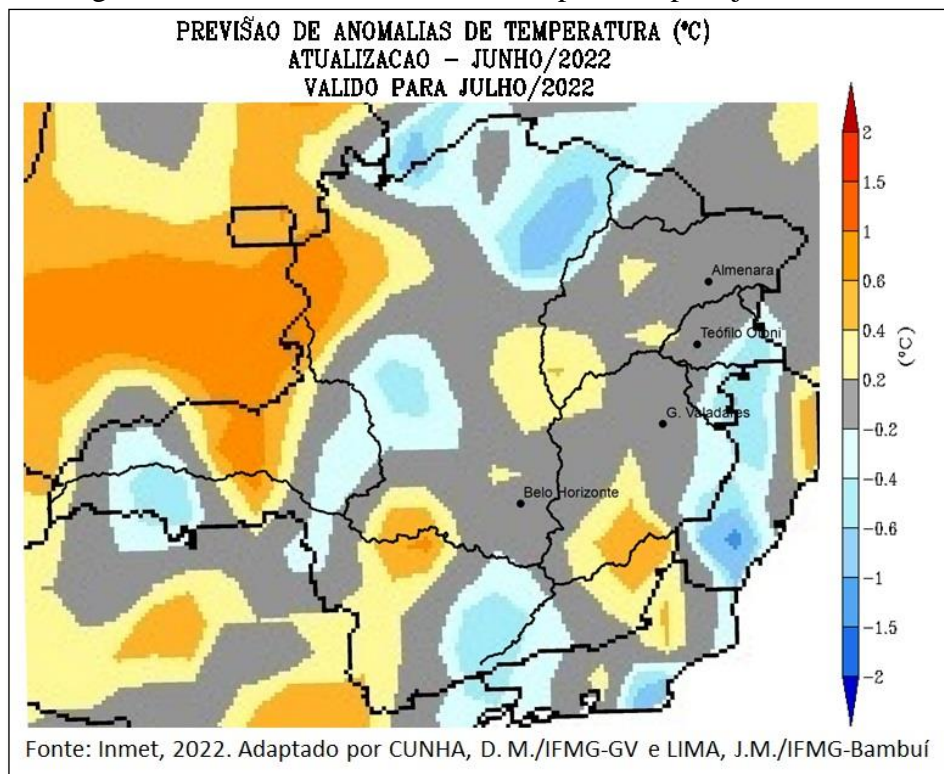 PREVISÃO DE ANOMALIAS DE TEMPERATURA (°C)
ATUALIZACAO – JUNHO/2022
VALIDO PARA JULHO/2022
2
1.5
1
0.6
0.4
0.2
-0.2
-0.4
-0.6
-1
-1.5
-2
(°C)
Almenara
Teófilo Otoni
G. Valadares
Belo Horizonte
Fonte: Inmet, 2022. Adaptado por CUNHA, D. M./IFMG-GV e LIMA, J.M./IFMG-Bambuí